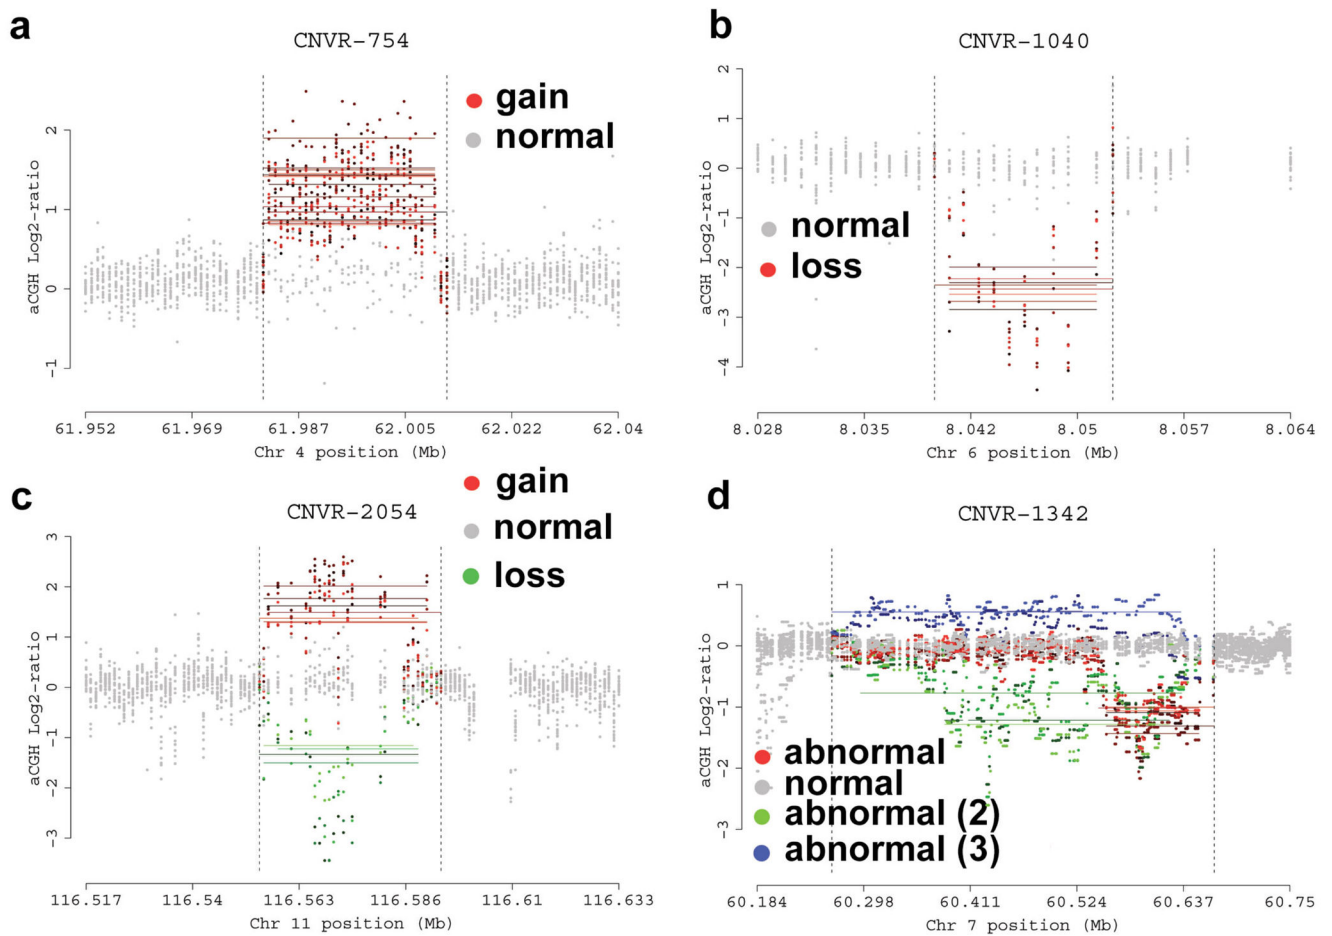 a
CNVR-754
gain
normal
aCGH Log2-ratio
2
1
0
-1
61.952 61.969 61.987 62.005 62.022 62.04
Chr 4 position (Mb)
b
CNVR-1040
normal
loss
aCGH Log2-ratio
2
1
0
-1
-2
-3
-4
8.028 8.035 8.042 8.05 8.057 8.064
Chr 6 position (Mb)
c
CNVR-2054
gain
normal
loss
aCGH Log2-ratio
3
2
1
0
-1
-2
-3
116.517 116.54 116.563 116.586 116.61 116.633
Chr 11 position (Mb)
d
CNVR-1342
abnormal
normal
abnormal (2)
abnormal (3)
aCGH Log2-ratio
1
0
-1
-2
-3
60.184 60.298 60.411 60.524 60.637 60.75
Chr 7 position (Mb)